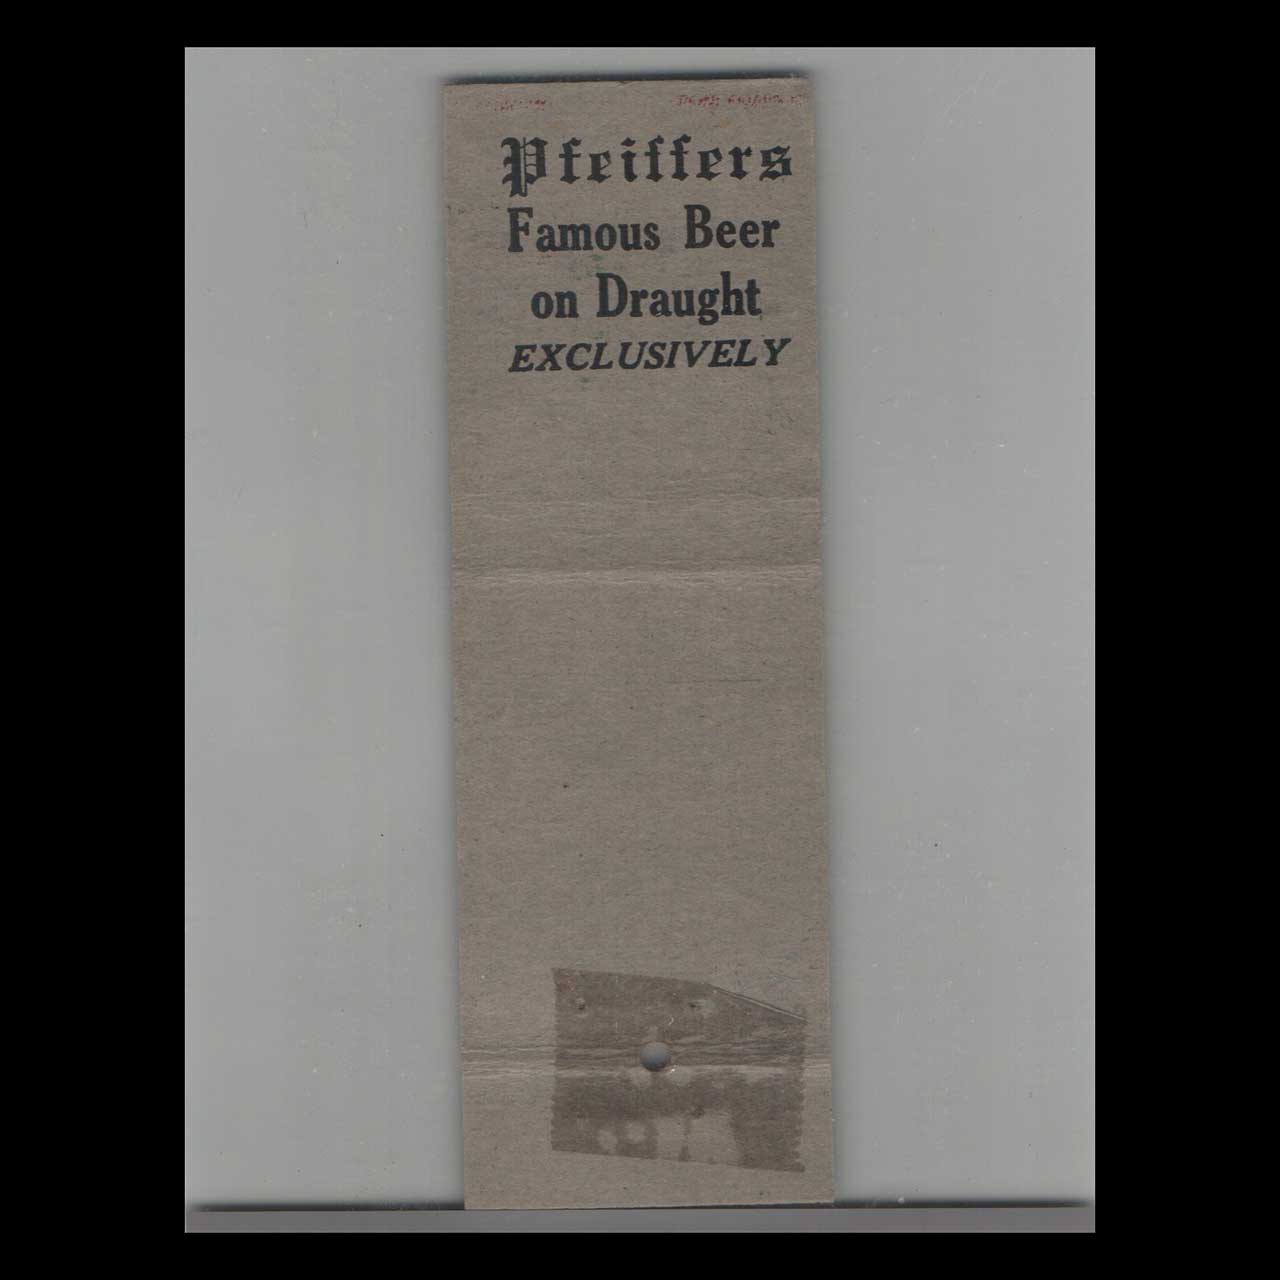 Pfeiffers
Famous Beer
on Draught
EXCLUSIVELY